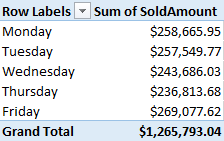 Row Labels Sum of SoldAmount
Monday $258,665.95
Tuesday $257,549.77
Wednesday $243,686.03
Thursday $236,813.68
Friday $269,077.62
Grand Total $1,265,793.04